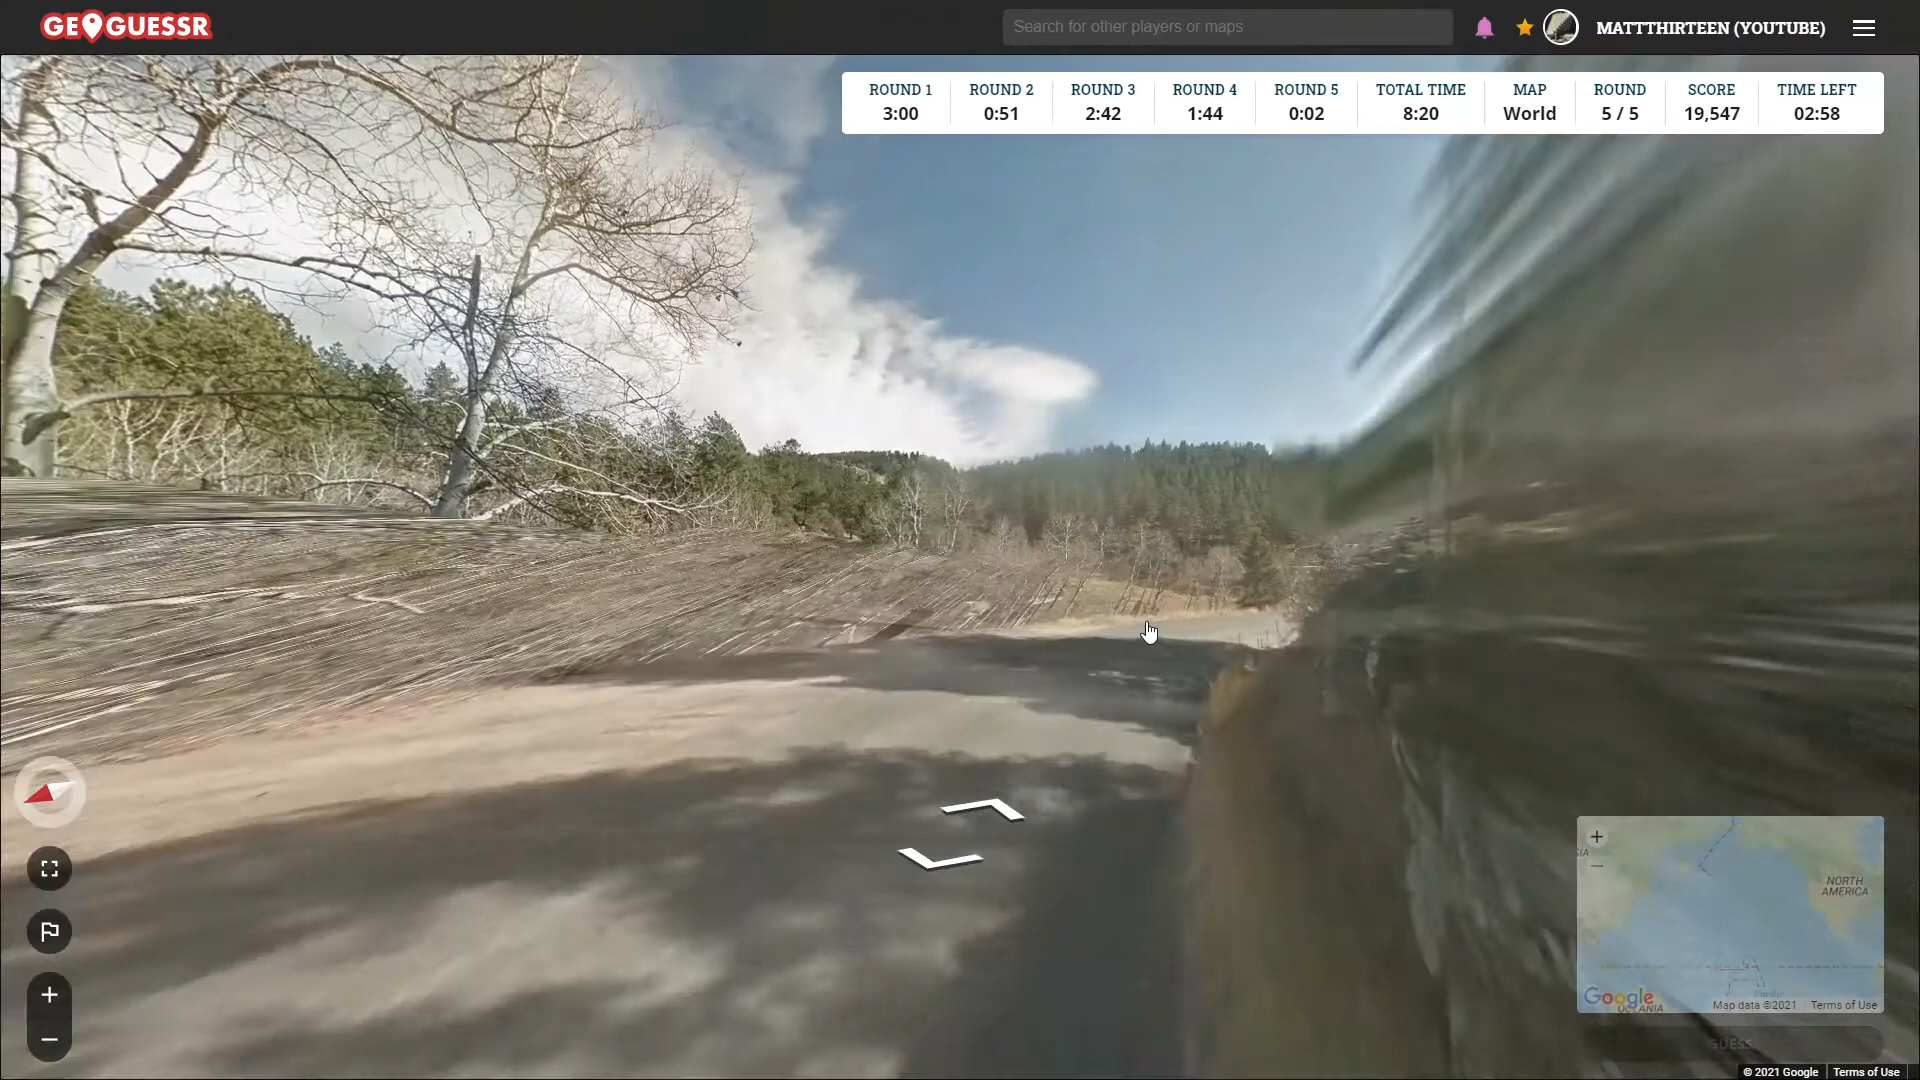 GEOGUESSR
Search for other players or maps
MATTTHIRTEEN (YOUTUBE)
ROUND 1 ROUND 2 ROUND 3 ROUND 4 ROUND 5 TOTAL TIME MAP ROUND SCORE TIME LEFT
3:00 0:51 2:42 1:44 0:02 8:20 World 5 / 5 19,547 02:58
NORTH
AMERICA
Google
OCEANIA
Map data ©2021 Terms of Use
GUESS
© 2021 Google Terms of Use